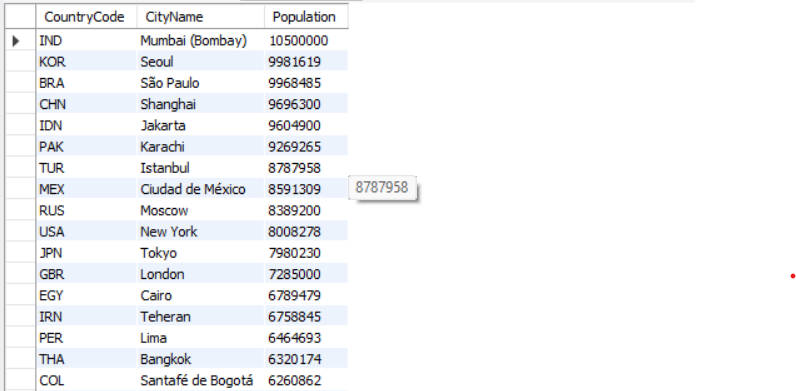 CountryCode CityName Population
IND Mumbai (Bombay) 10500000
KOR Seoul 9981619
BRA São Paulo 9968485
CHN Shanghai 9696300
IDN Jakarta 9604900
PAK Karachi 9269265
TUR Istanbul 8787958
MEX Ciudad de México 8591309 8787958
RUS Moscow 8389200
USA New York 8008278
JPN Tokyo 7980230
GBR London 7285000
EGY Cairo 6789479
IRN Teheran 6758845
PER Lima 6464693
THA Bangkok 6320174
COL Santafé de Bogotá 6260862